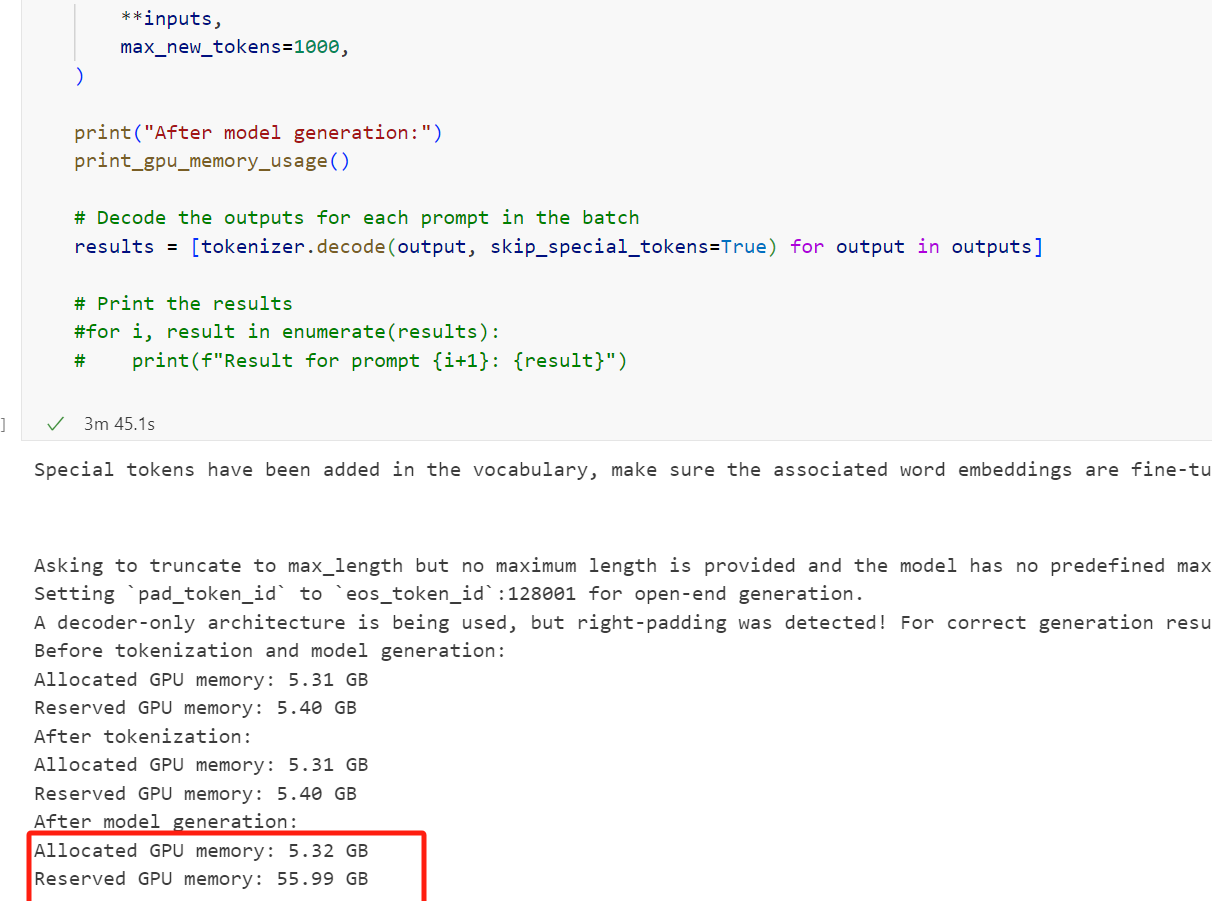 **inputs,
max_new_tokens=1000,
)
print("After model generation:")
print_gpu_memory_usage()
# Decode the outputs for each prompt in the batch
results = [tokenizer.decode(output, skip_special_tokens=True) for output in outputs]
# Print the results
#for i, result in enumerate(results):
#    print(f"Result for prompt {i+1}: {result}")
] ✓ 3m 45.1s
Special tokens have been added in the vocabulary, make sure the associated word embeddings are fine-tu
Asking to truncate to max_length but no maximum length is provided and the model has no predefined max
Setting `pad_token_id` to `eos_token_id`:128001 for open-end generation.
A decoder-only architecture is being used, but right-padding was detected! For correct generation resu
Before tokenization and model generation:
Allocated GPU memory: 5.31 GB
Reserved GPU memory: 5.40 GB
After tokenization:
Allocated GPU memory: 5.31 GB
Reserved GPU memory: 5.40 GB
After model generation:
Allocated GPU memory: 5.32 GB
Reserved GPU memory: 55.99 GB